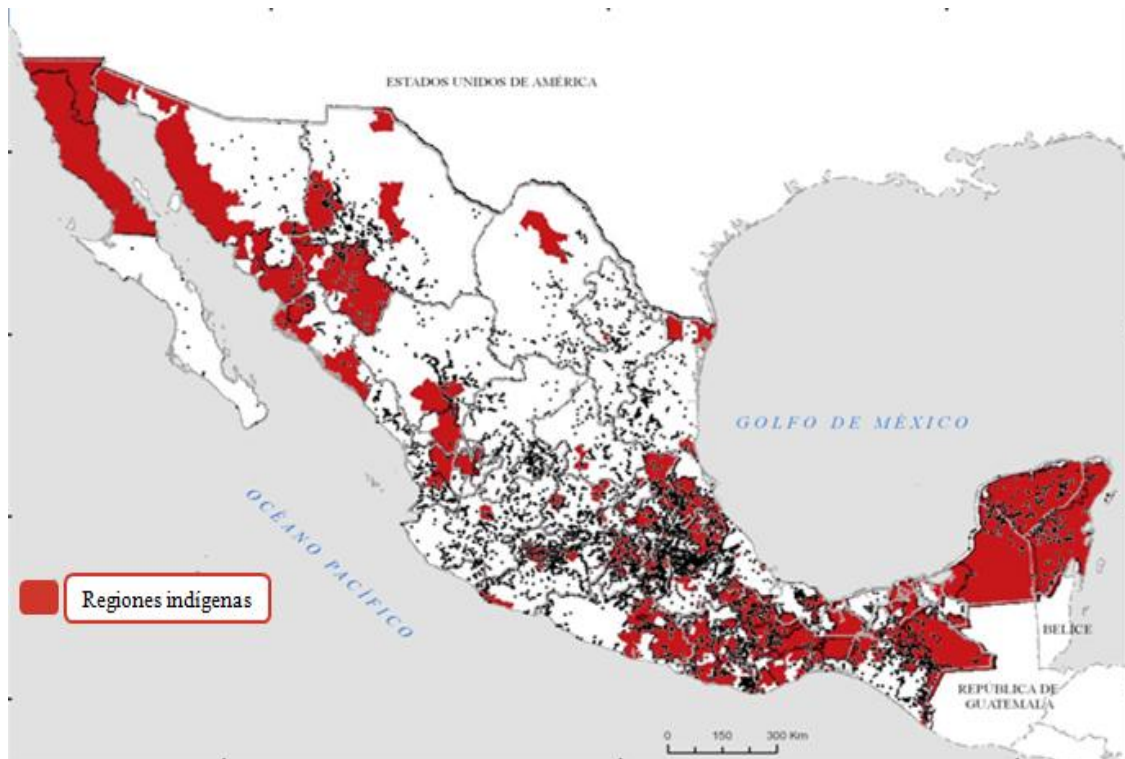 ESTADOS UNIDOS DE AMÉRICA
GOLFO DE MÉXICO
OCÉANO PACÍFICO
Regiones indígenas
BELICE
REPÚBLICA DE
GUATEMALA
0 150 300 Km